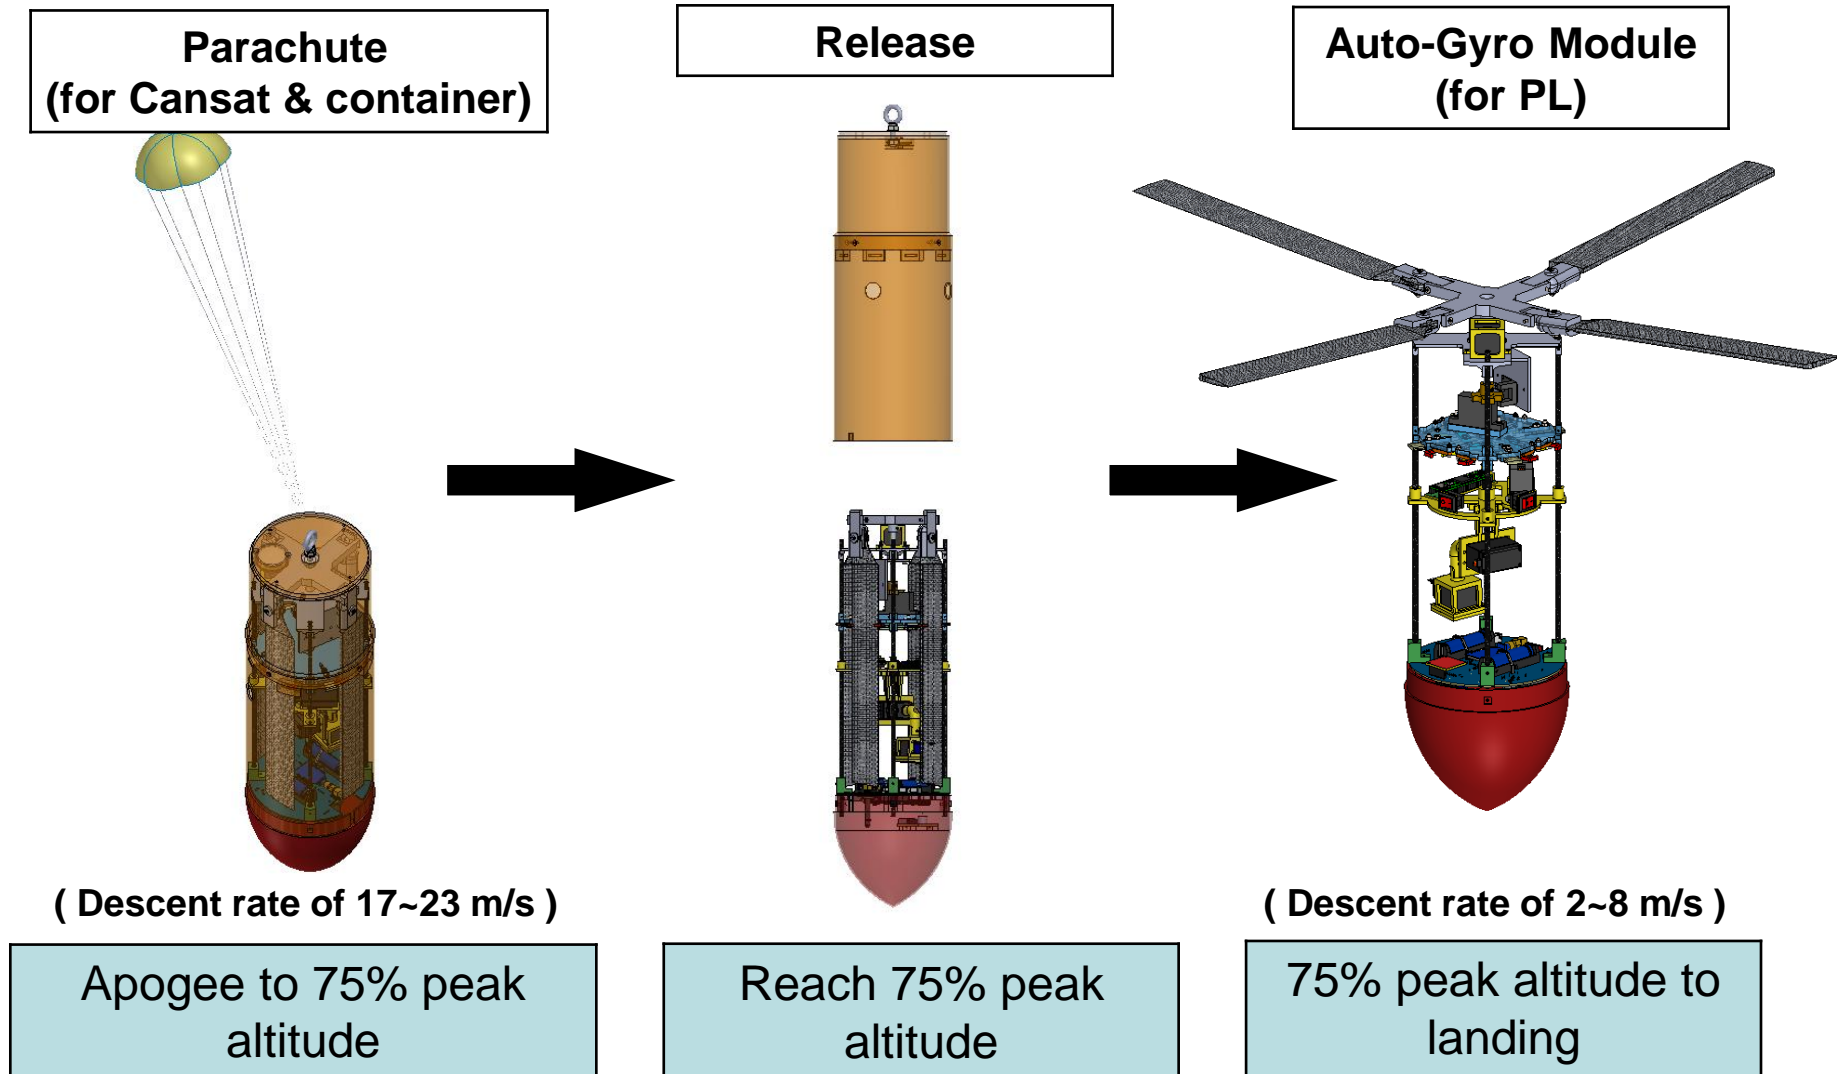 Parachute
(for Cansat & container)
Release
Auto-Gyro Module
(for PL)
( Descent rate of 17~23 m/s )
( Descent rate of 2~8 m/s )
Apogee to 75% peak
altitude
Reach 75% peak
altitude
75% peak altitude to
landing